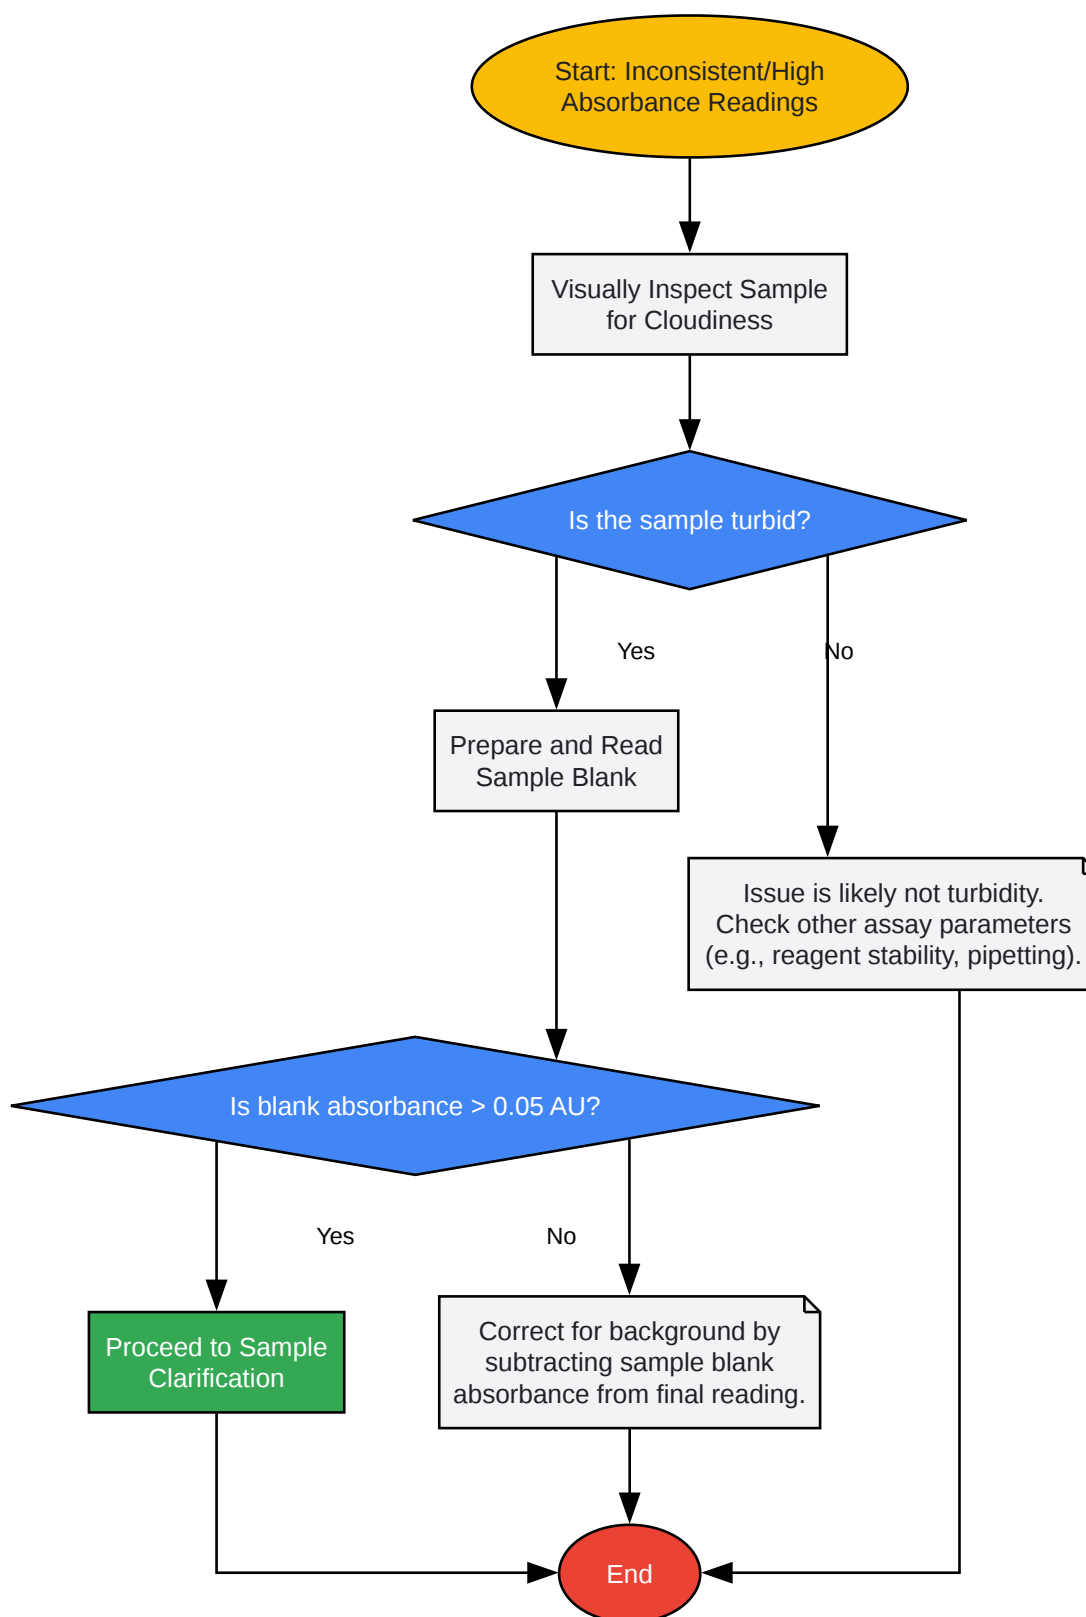 Start: Inconsistent/High
Absorbance Readings
Visually Inspect Sample
for Cloudiness
Is the sample turbid?
Yes
No
Prepare and Read
Sample Blank
Issue is likely not turbidity.
Check other assay parameters
(e.g., reagent stability, pipetting).
Is blank absorbance > 0.05 AU?
Yes
No
Proceed to Sample
Clarification
Correct for background by
subtracting sample blank
absorbance from final reading.
End